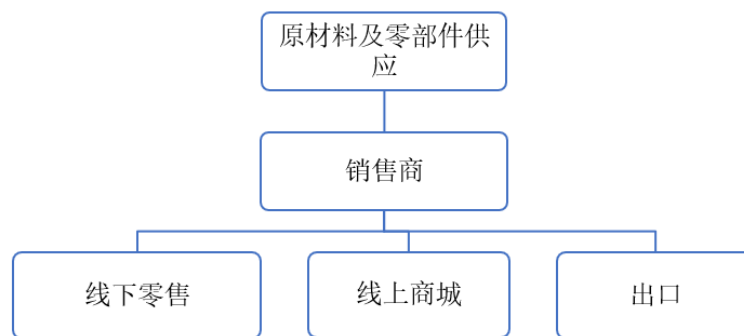 原材料及零部件供
应
销售商
线下零售
线上商城
出口